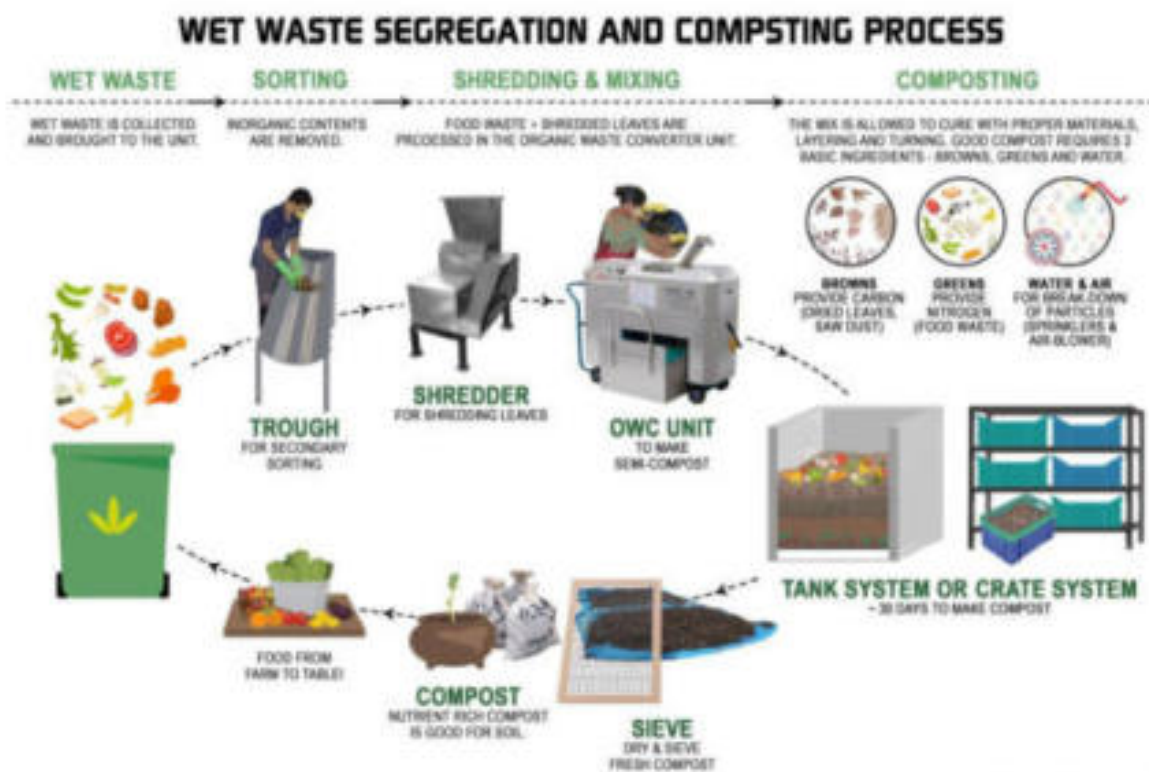 WET WASTE SEGREGATION AND COMPSTING PROCESS
WET WASTE
SORTING
SHREDDING & MIXING
COMPOSTING
WET WASTE IS COLLECTED
AND BROUGHT TO THE UNIT.
INORGANIC CONTENTS
ARE REMOVED.
FOOD WASTE + SHREDDED LEAVES ARE
PROCESSED IN THE ORGANIC WASTE CONVERTER UNIT.
THE MIX IS ALLOWED TO CURE WITH PROPER MATERIALS,
LAYERING AND TURNING. GOOD COMPOST REQUIRES 3
BASIC INGREDIENTS - BROWNS, GREENS AND WATER.
BROWNS
PROVIDE CARBON
(DRIED LEAVES,
SAW DUST)
GREENS
PROVIDE
NITROGEN
(FOOD WASTE)
WATER & AIR
FOR BREAK-DOWN
OF PARTICLES
(SPRINKLERS &
AIR-BLOWER)
TROUGH
FOR SECONDARY
SORTING
SHREDDER
FOR SHREDDING LEAVES
OWC UNIT
TO MAKE
SEMI-COMPOST
TANK SYSTEM OR CRATE SYSTEM
~ 30 DAYS TO MAKE COMPOST
FOOD FROM
FARM TO TABLE!
COMPOST
NUTRIENT RICH COMPOST
IS GOOD FOR SOIL.
SIEVE
DRY & SIEVE
FRESH COMPOST